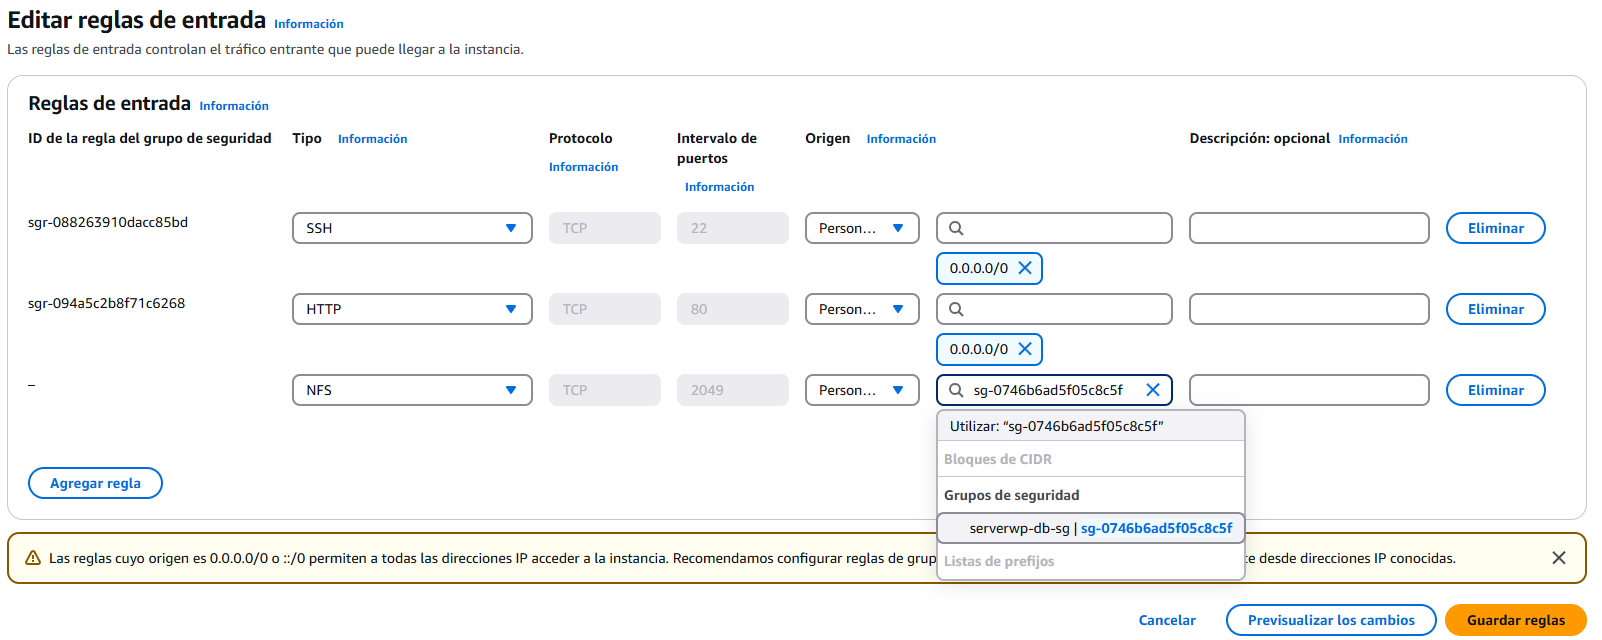 Editar reglas de entrada Información
Las reglas de entrada controlan el tráfico entrante que puede llegar a la instancia.
Reglas de entrada Información
ID de la regla del grupo de seguridad Tipo Información Protocolo Información Intervalo de puertos Información Origen Información Descripción: opcional Información
sgr-088263910dacc85bd SSH TCP 22 Person... Eliminar
0.0.0.0/0
sgr-094a5c2b8f71c6268 HTTP TCP 80 Person... Eliminar
0.0.0.0/0
– NFS TCP 2049 Person... sg-0746b6ad5f05c8c5f Eliminar
Utilizar: “sg-0746b6ad5f05c8c5f”
Bloques de CIDR
Grupos de seguridad
serverwp-db-sg | sg-0746b6ad5f05c8c5f
Listas de prefijos
Agregar regla
Las reglas cuyo origen es 0.0.0.0/0 o ::/0 permiten a todas las direcciones IP acceder a la instancia. Recomendamos configurar reglas de desde direcciones IP conocidas.
Cancelar Previsualizar los cambios Guardar reglas